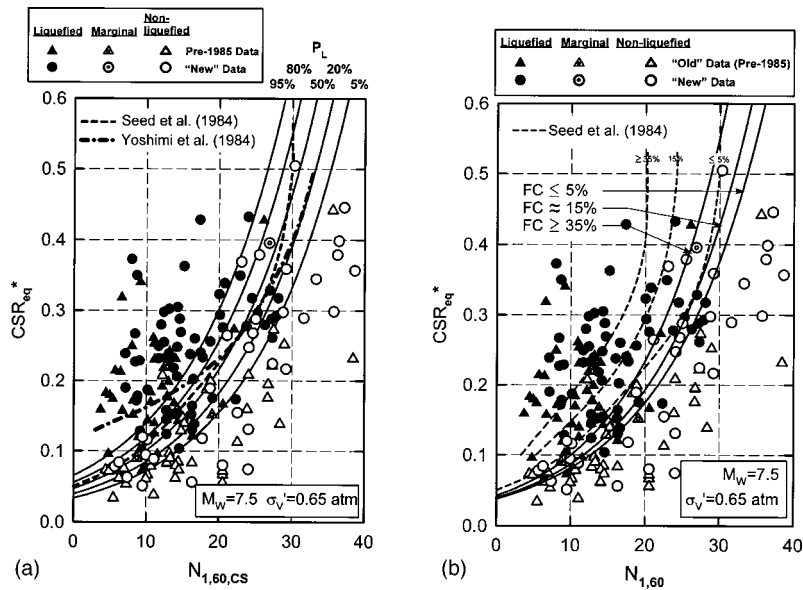 Non-
Liquefied Marginal liquefied
Pre-1985 Data
"New" Data
P_L
80% 20%
95% 50% 5%
0.6
Seed et al. (1984)
Yoshimi et al. (1984)
0.5
0.4
CSR_eq*
0.3
0.2
0.1
M_W=7.5 σ_V'=0.65 atm
0.0
0 10 20 30 40
(a) N_1,60,CS
Liquefied Marginal Non-liquefied
"Old" Data (Pre-1985)
"New" Data
0.6
Seed et al. (1984)
≥35% 15% ≤5%
0.5
FC ≤ 5%
FC ≈ 15%
FC ≥ 35%
0.4
CSR_eq*
0.3
0.2
0.1
M_W=7.5
σ_V'=0.65 atm
0.0
0 10 20 30 40
(b) N_1,60